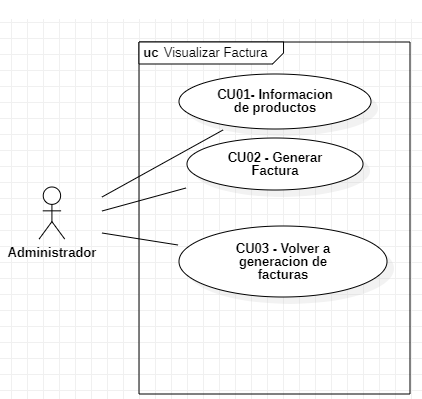 uc Visualizar Factura
CU01- Informacion
de productos
CU02 - Generar
Factura
Administrador
CU03 - Volver a
generacion de
facturas